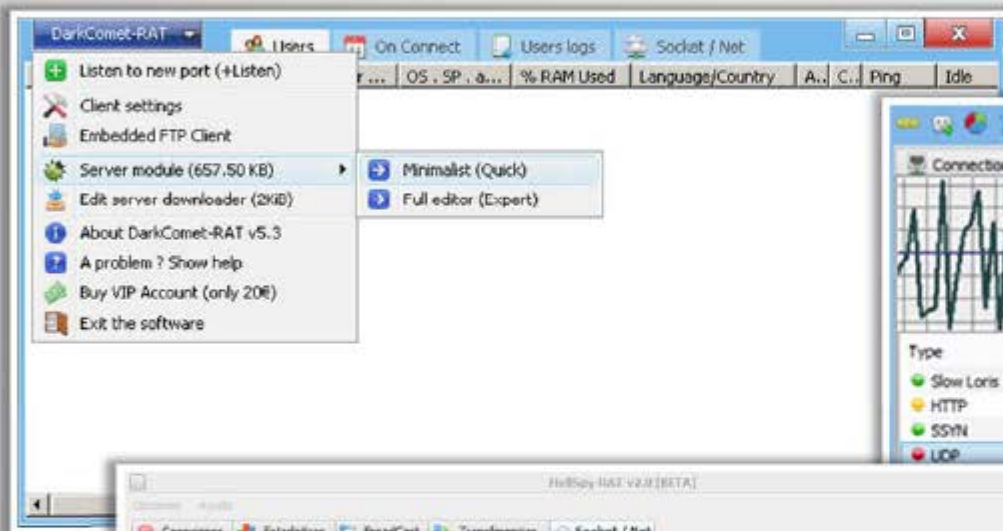 DarkComet-RAT
Users
On Connect
Users logs
Socket / Net
r ...
OS . SP . a...
% RAM Used
Language/Country
A..
C..
Ping
Idle
Listen to new port (+Listen)
Client settings
Embedded FTP Client
Server module (657.50 KB)
Minimalist (Quick)
Full editor (Expert)
Edit server downloader (2KiB)
About DarkComet-RAT v5.3
A problem ? Show help
Buy VIP Account (only 20€)
Exit the software
Connection
Type
Slow Loris
HTTP
SSYN
UDP
HellSpy-RAT v2.0 [BETA]
Socket / Net